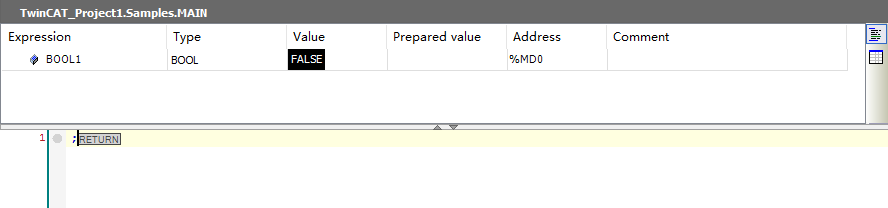 TwinCAT_Project1.Samples.MAIN
Expression Type Value Prepared value Address Comment
BOOL1 BOOL FALSE %MD0
1 ;RETURN